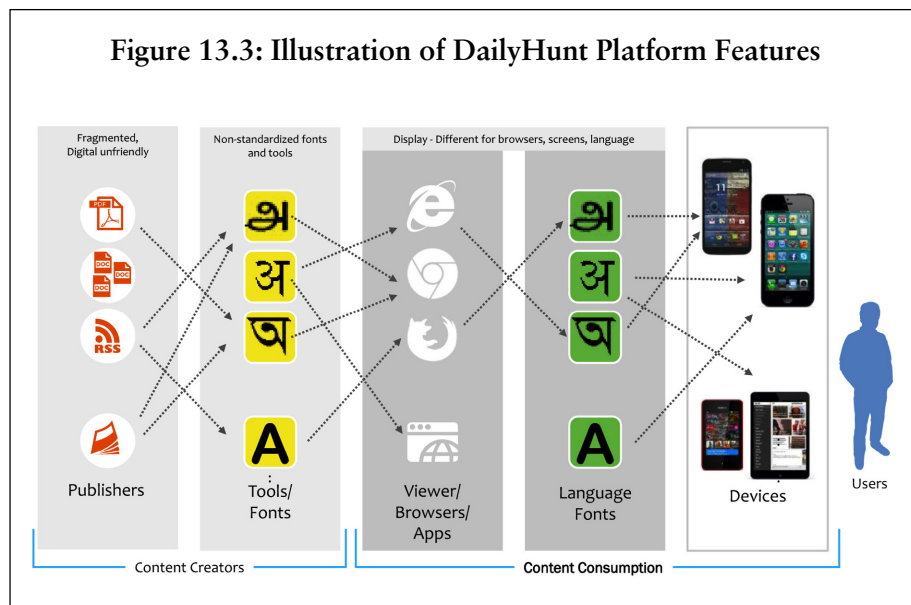 Figure 13.3: Illustration of DailyHunt Platform Features
Fragmented,
Digital unfriendly
Non-standardized fonts
and tools
Display - Different for browsers, screens, language
PDF
DOC
DOC
DOC
RSS
அ
अ
অ
A
அ
अ
অ
A
11
Publishers
Tools/
Fonts
Viewer/
Browsers/
Apps
Language
Fonts
Devices
Users
Content Creators
Content Consumption